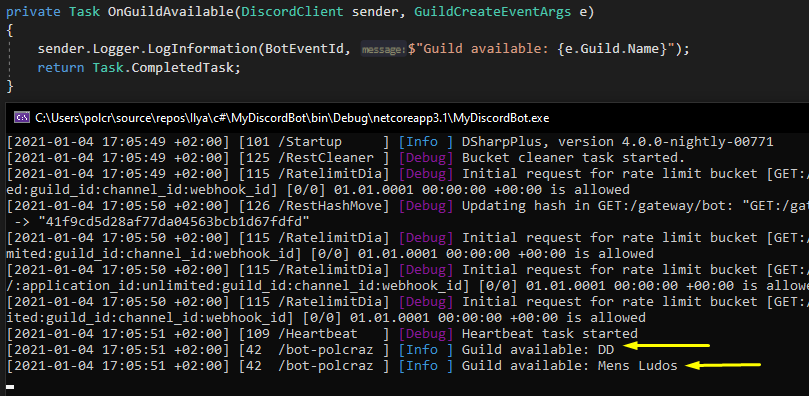 private Task OnGuildAvailable(DiscordClient sender, GuildCreateEventArgs e)
{
sender.Logger.LogInformation(BotEventId, message: $"Guild available: {e.Guild.Name}");
return Task.CompletedTask;
}
C:\Users\polcr\source\repos\Ilya\c#\MyDiscordBot\bin\Debug\netcoreapp3.1\MyDiscordBot.exe
[2021-01-04 17:05:49 +02:00] [101 /Startup     ] [Info ] DSharpPlus, version 4.0.0-nightly-00771
[2021-01-04 17:05:49 +02:00] [125 /RestCleaner ] [Debug] Bucket cleaner task started.
[2021-01-04 17:05:49 +02:00] [115 /RatelimitDia] [Debug] Initial request for rate limit bucket [GET:/
ed:guild_id:channel_id:webhook_id] [0/0] 01.01.0001 00:00:00 +00:00 is allowed
[2021-01-04 17:05:50 +02:00] [126 /RestHashMove] [Debug] Updating hash in GET:/gateway/bot: "GET:/gat
-> "41f9cd5d28af77da04563bcb1d67fdfd"
[2021-01-04 17:05:50 +02:00] [115 /RatelimitDia] [Debug] Initial request for rate limit bucket [GET:/
mited:guild_id:channel_id:webhook_id] [0/0] 01.01.0001 00:00:00 +00:00 is allowed
[2021-01-04 17:05:50 +02:00] [115 /RatelimitDia] [Debug] Initial request for rate limit bucket [GET:/
/:application_id:unlimited:guild_id:channel_id:webhook_id] [0/0] 01.01.0001 00:00:00 +00:00 is allowe
[2021-01-04 17:05:50 +02:00] [115 /RatelimitDia] [Debug] Initial request for rate limit bucket [GET:/
ited:guild_id:channel_id:webhook_id] [0/0] 01.01.0001 00:00:00 +00:00 is allowed
[2021-01-04 17:05:51 +02:00] [109 /Heartbeat   ] [Debug] Heartbeat task started
[2021-01-04 17:05:51 +02:00] [42  /bot-polcraz ] [Info ] Guild available: DD
[2021-01-04 17:05:51 +02:00] [42  /bot-polcraz ] [Info ] Guild available: Mens Ludos